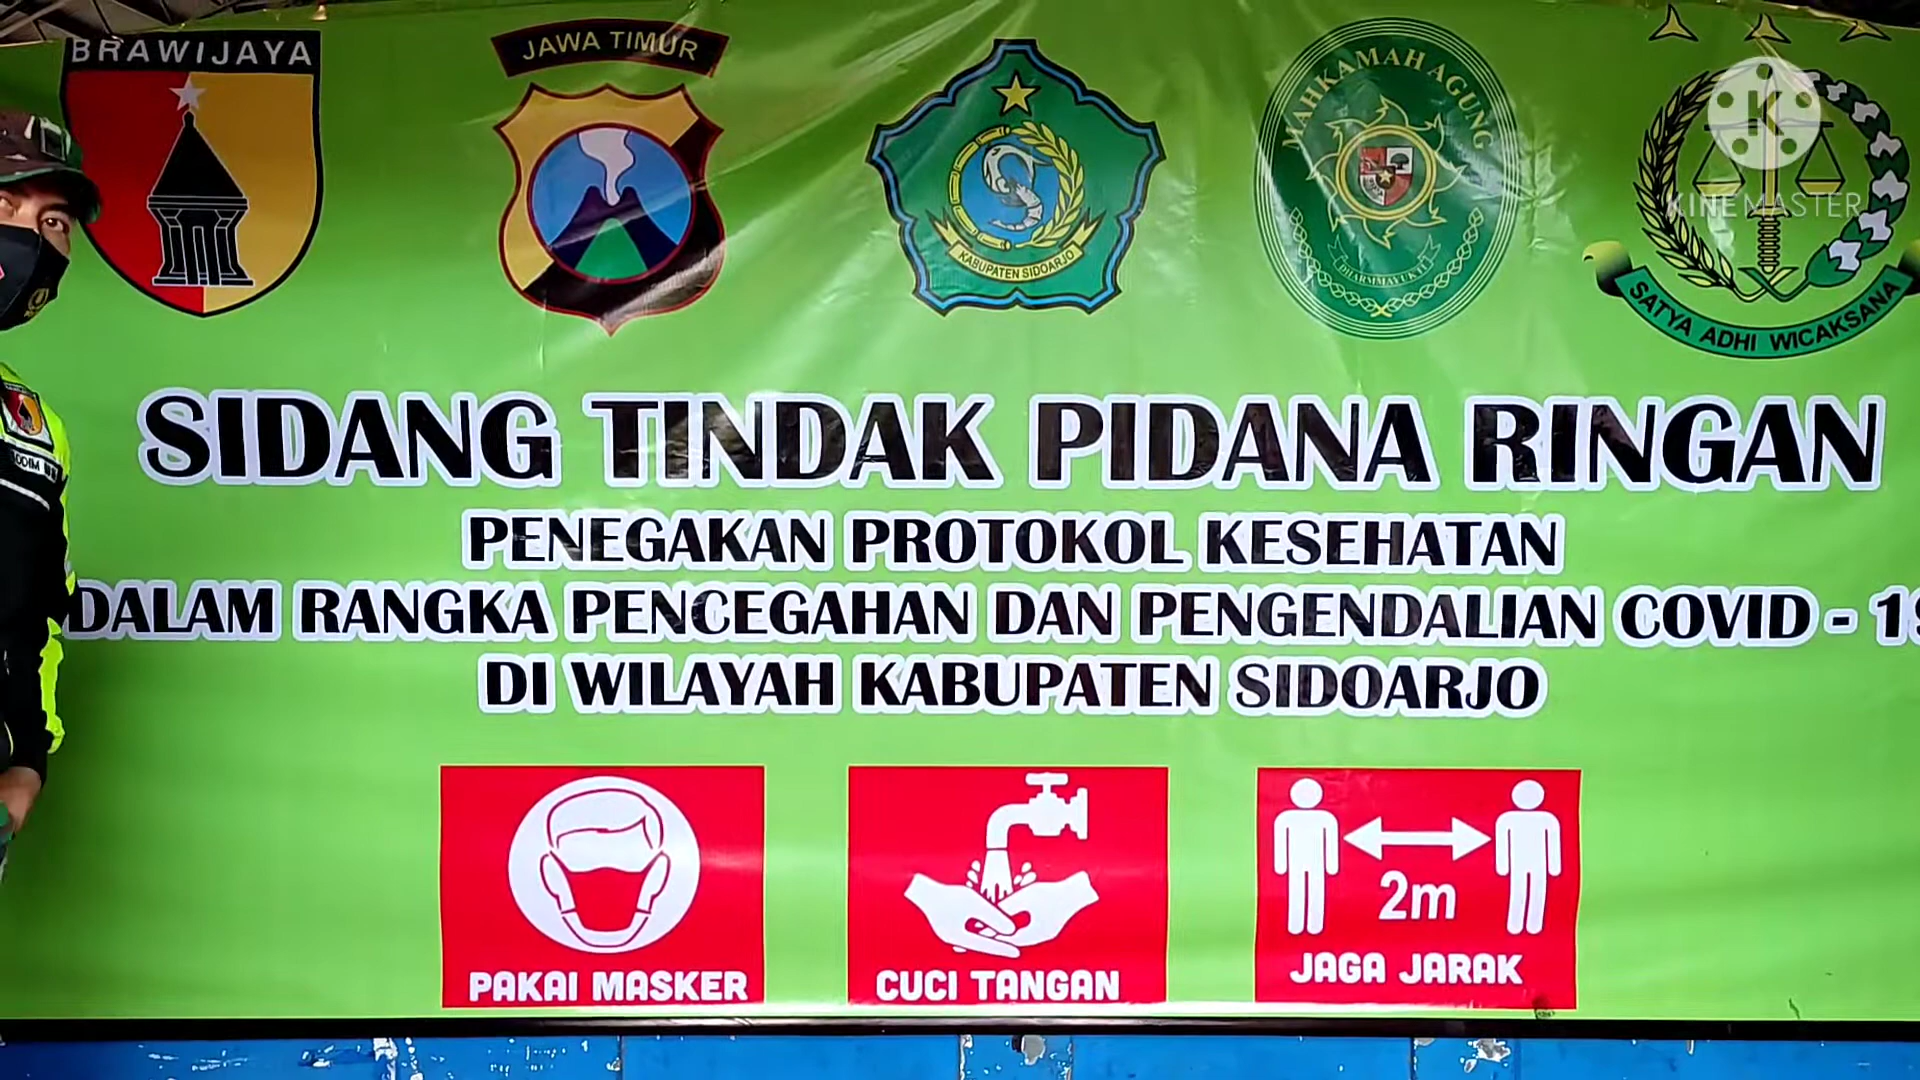 BRAWIJAYA
JAWA TIMUR
KABUPATEN SIDOARJO
MAHKAMAH AGUNG
DHARMMAYUKTI
KINEMASTER
SATYA ADHI WICAKSANA
SIDANG TINDAK PIDANA RINGAN
PENEGAKAN PROTOKOL KESEHATAN
DALAM RANGKA PENCEGAHAN DAN PENGENDALIAN COVID - 19
DI WILAYAH KABUPATEN SIDOARJO
2m
PAKAI MASKER
CUCI TANGAN
JAGA JARAK